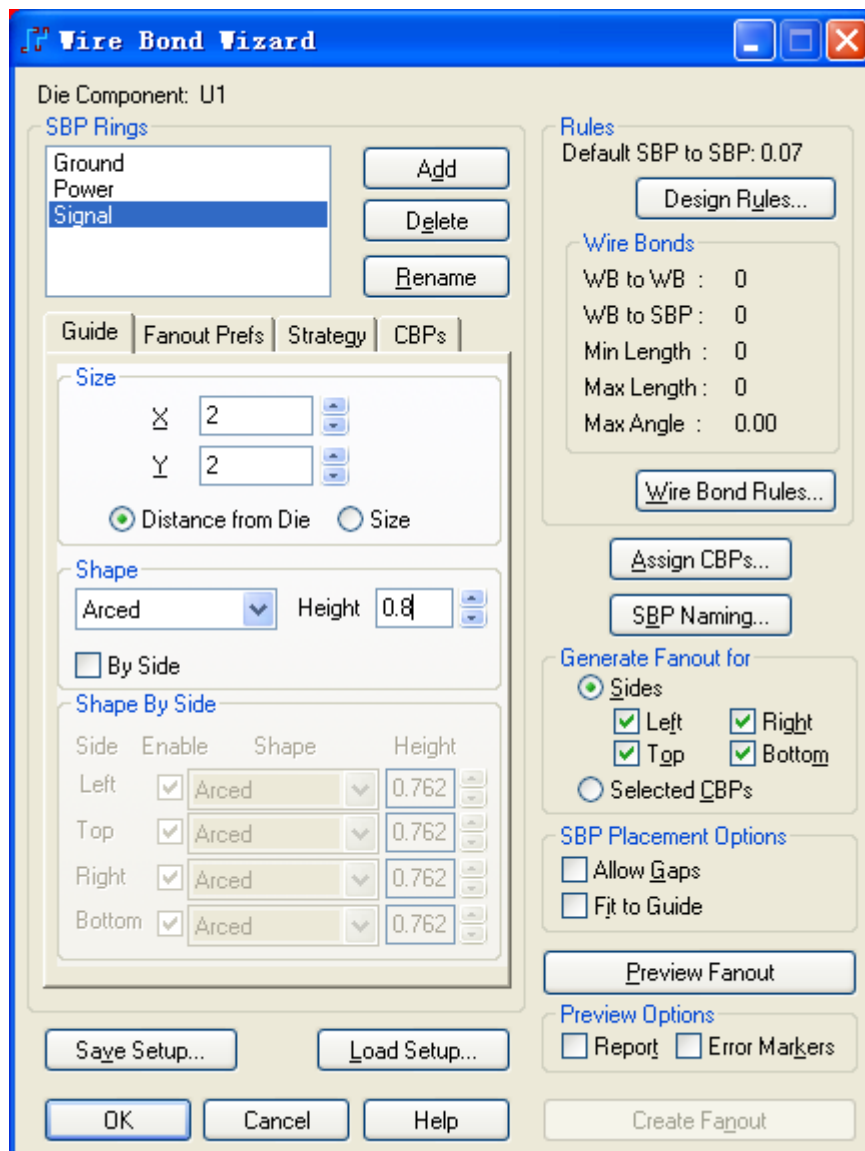 Wire Bond Wizard
Die Component: U1
SBP Rings
Ground
Power
Signal
Add
Delete
Rename
Guide
Fanout Prefs
Strategy
CBPs
Size
X 2
Y 2
Distance from Die
Size
Shape
Arced
Height 0.8
By Side
Shape By Side
Side Enable Shape Height
Left Arced 0.762
Top Arced 0.762
Right Arced 0.762
Bottom Arced 0.762
Save Setup...
Load Setup...
OK
Cancel
Help
Rules
Default SBP to SBP: 0.07
Design Rules...
Wire Bonds
WB to WB : 0
WB to SBP : 0
Min Length : 0
Max Length : 0
Max Angle : 0.00
Wire Bond Rules...
Assign CBPs...
SBP Naming...
Generate Fanout for
Sides
Left Right
Top Bottom
Selected CBPs
SBP Placement Options
Allow Gaps
Fit to Guide
Preview Fanout
Preview Options
Report Error Markers
Create Fanout